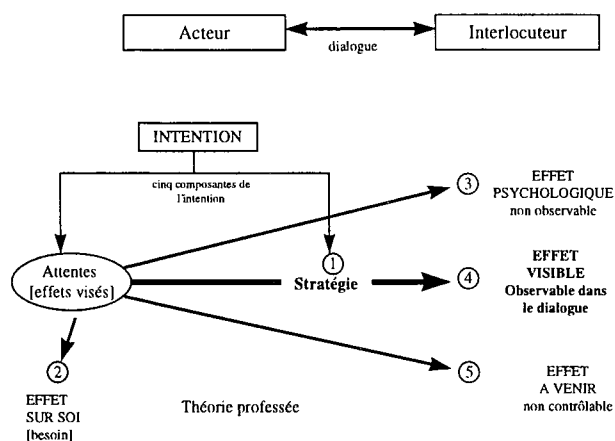 Acteur
Interlocuteur
dialogue
INTENTION
cinq composantes de
l'intention
③
EFFET
PSYCHOLOGIQUE
non observable
①
Stratégie
Attentes
[effets visés]
④
EFFET
VISIBLE
Observable dans
le dialogue
②
EFFET
SUR SOI
[besoin]
Théorie professée
⑤
EFFET
A VENIR
non contrôlable